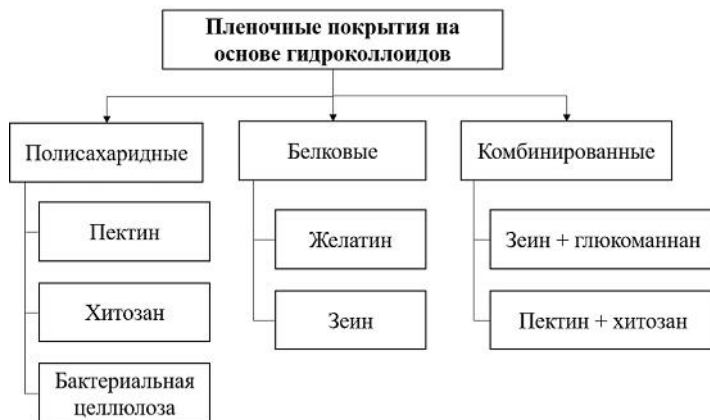 Пленочные покрытия на
основе гидроколлоидов
Полисахаридные
Белковые
Комбинированные
Пектин
Желатин
Зеин + глюкоманнан
Хитозан
Зеин
Пектин + хитозан
Бактериальная
целлюлоза